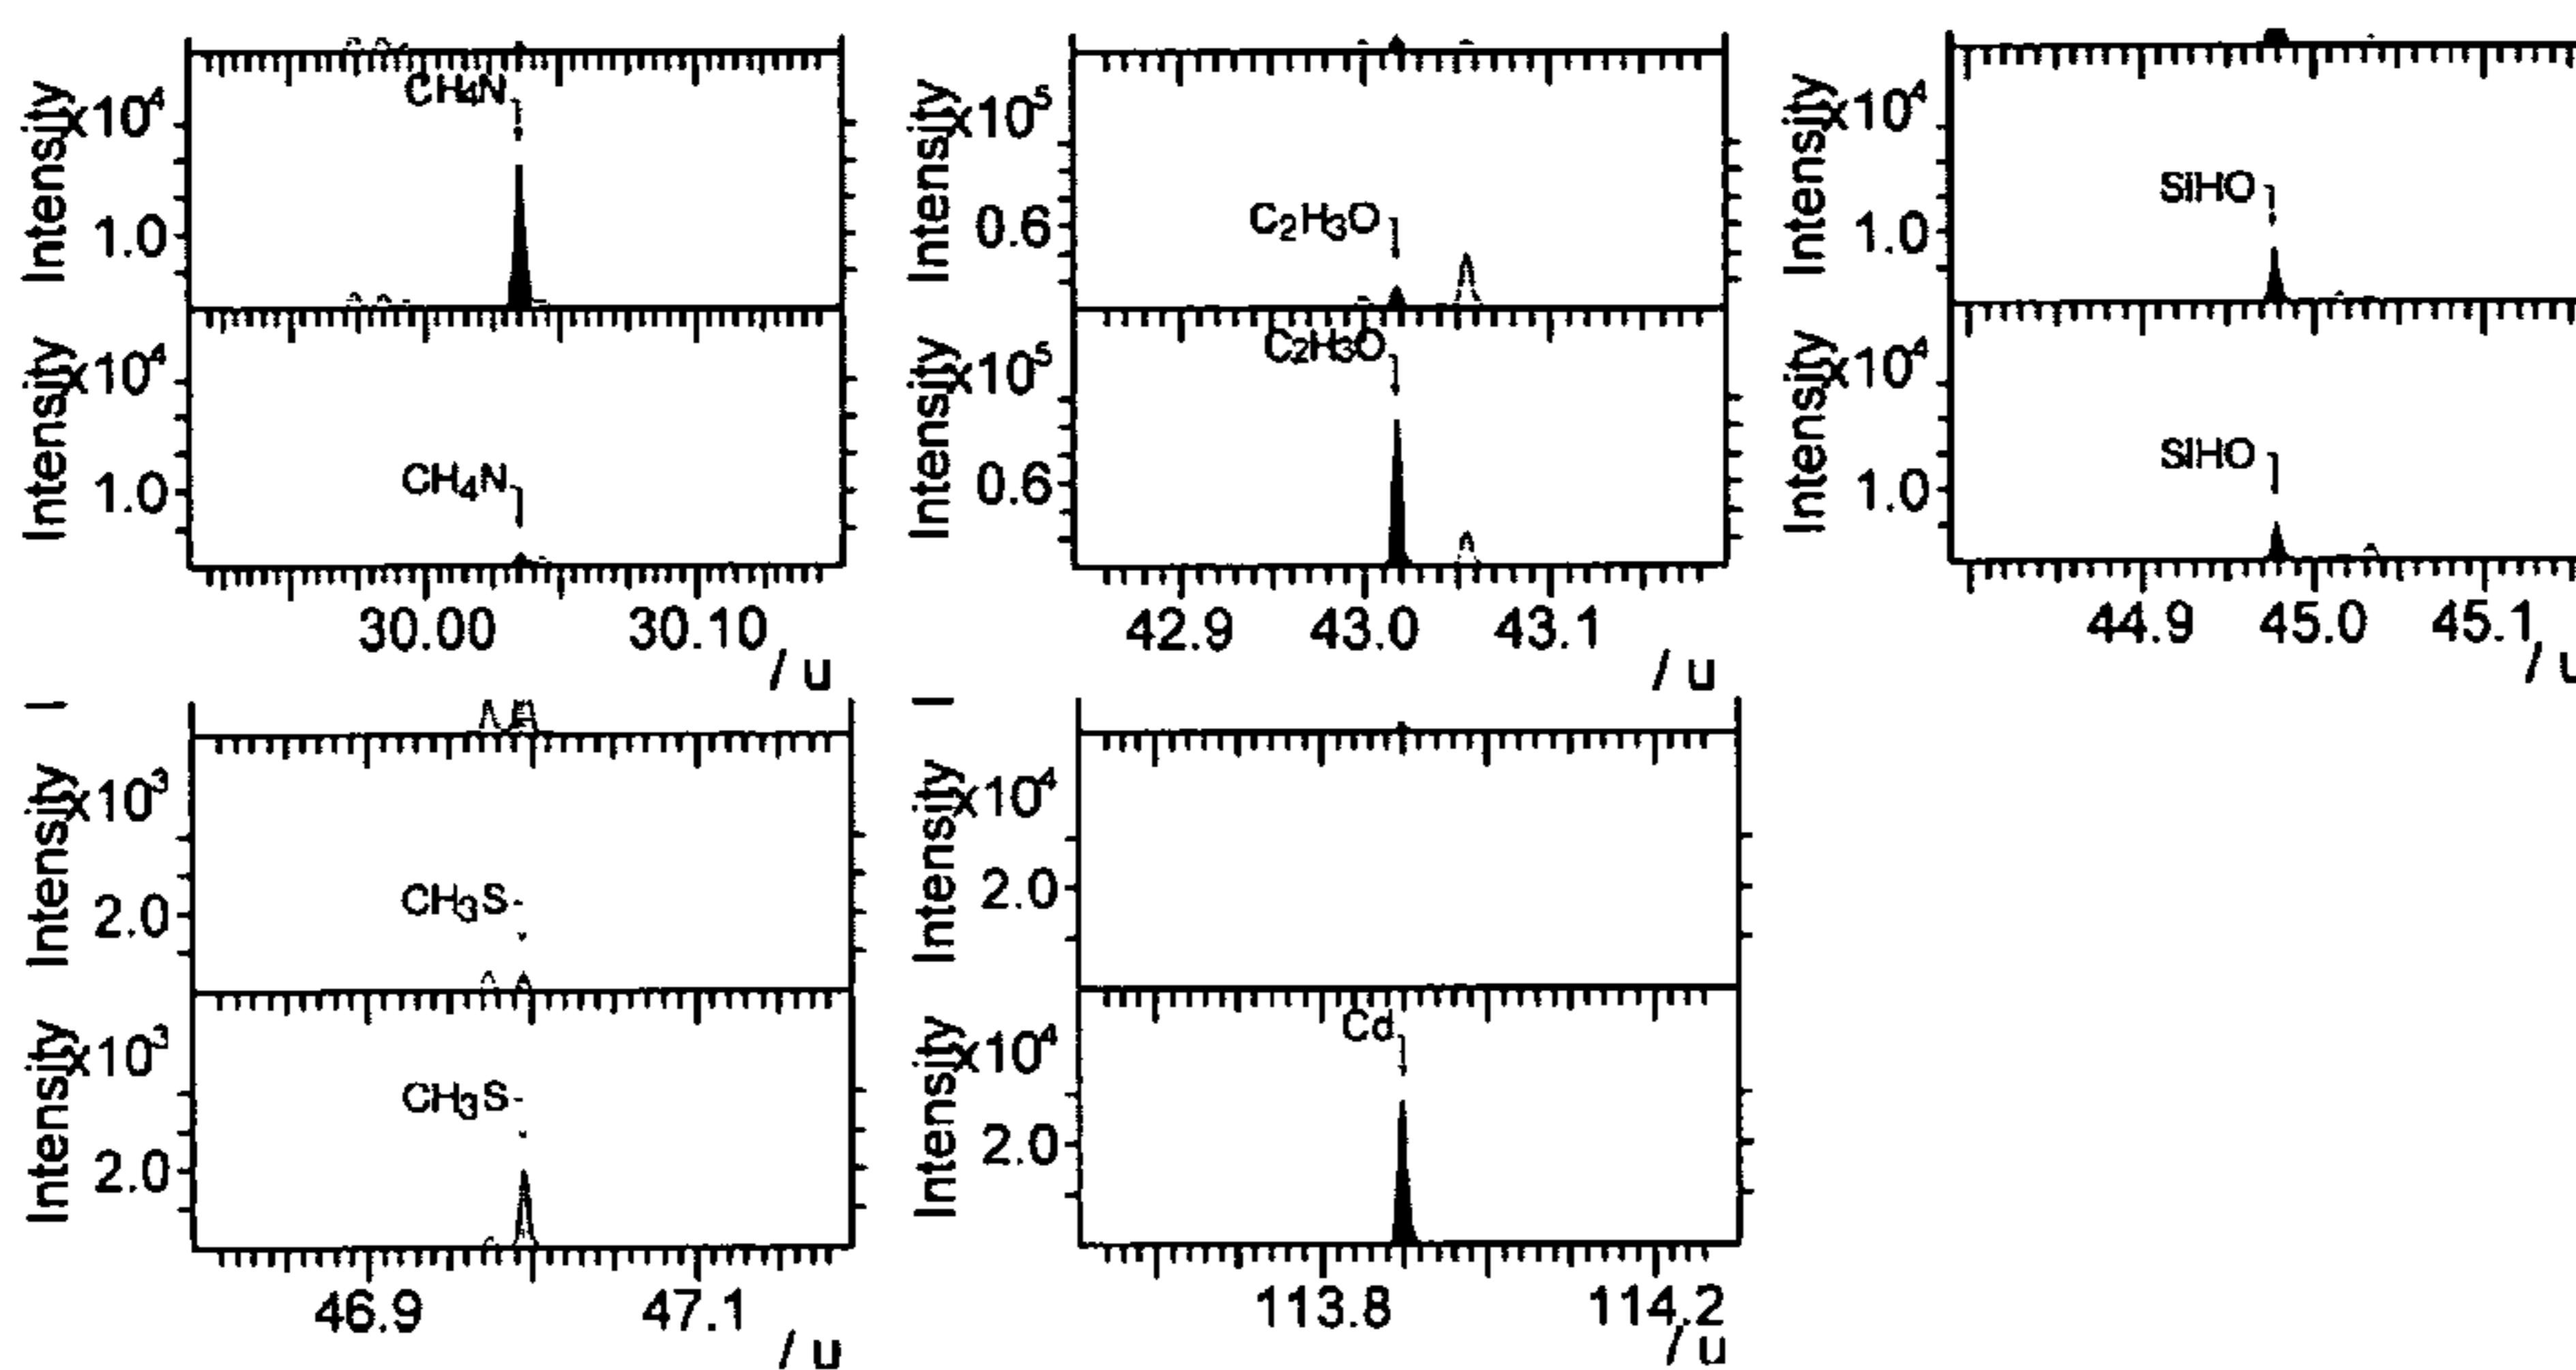 Intensity
x10⁴
1.0
CH₄N
Intensity
x10⁴
1.0
CH₄N
30.00 30.10
/ u
Intensity
x10⁵
0.6
C₂H₃O
Intensity
x10⁵
0.6
C₂H₃O
42.9 43.0 43.1
/ u
Intensity
x10⁴
1.0
SiHO
Intensity
x10⁴
1.0
SiHO
44.9 45.0 45.1
/ u
Intensity
x10³
2.0
CH₃S
Intensity
x10³
2.0
CH₃S
46.9 47.1
/ u
Intensity
x10⁴
2.0
Intensity
x10⁴
2.0
Cd
113.8 114.2
/ u